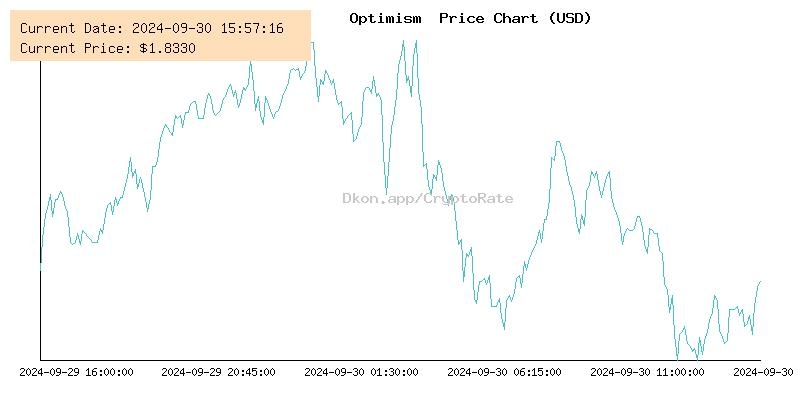 Optimism  Price Chart (USD)
Current Date: 2024-09-30 15:57:16
Current Price: $1.8330
Dkon.app/CryptoRate
2024-09-29 16:00:00 2024-09-29 20:45:00 2024-09-30 01:30:00 2024-09-30 06:15:00 2024-09-30 11:00:00 2024-09-30